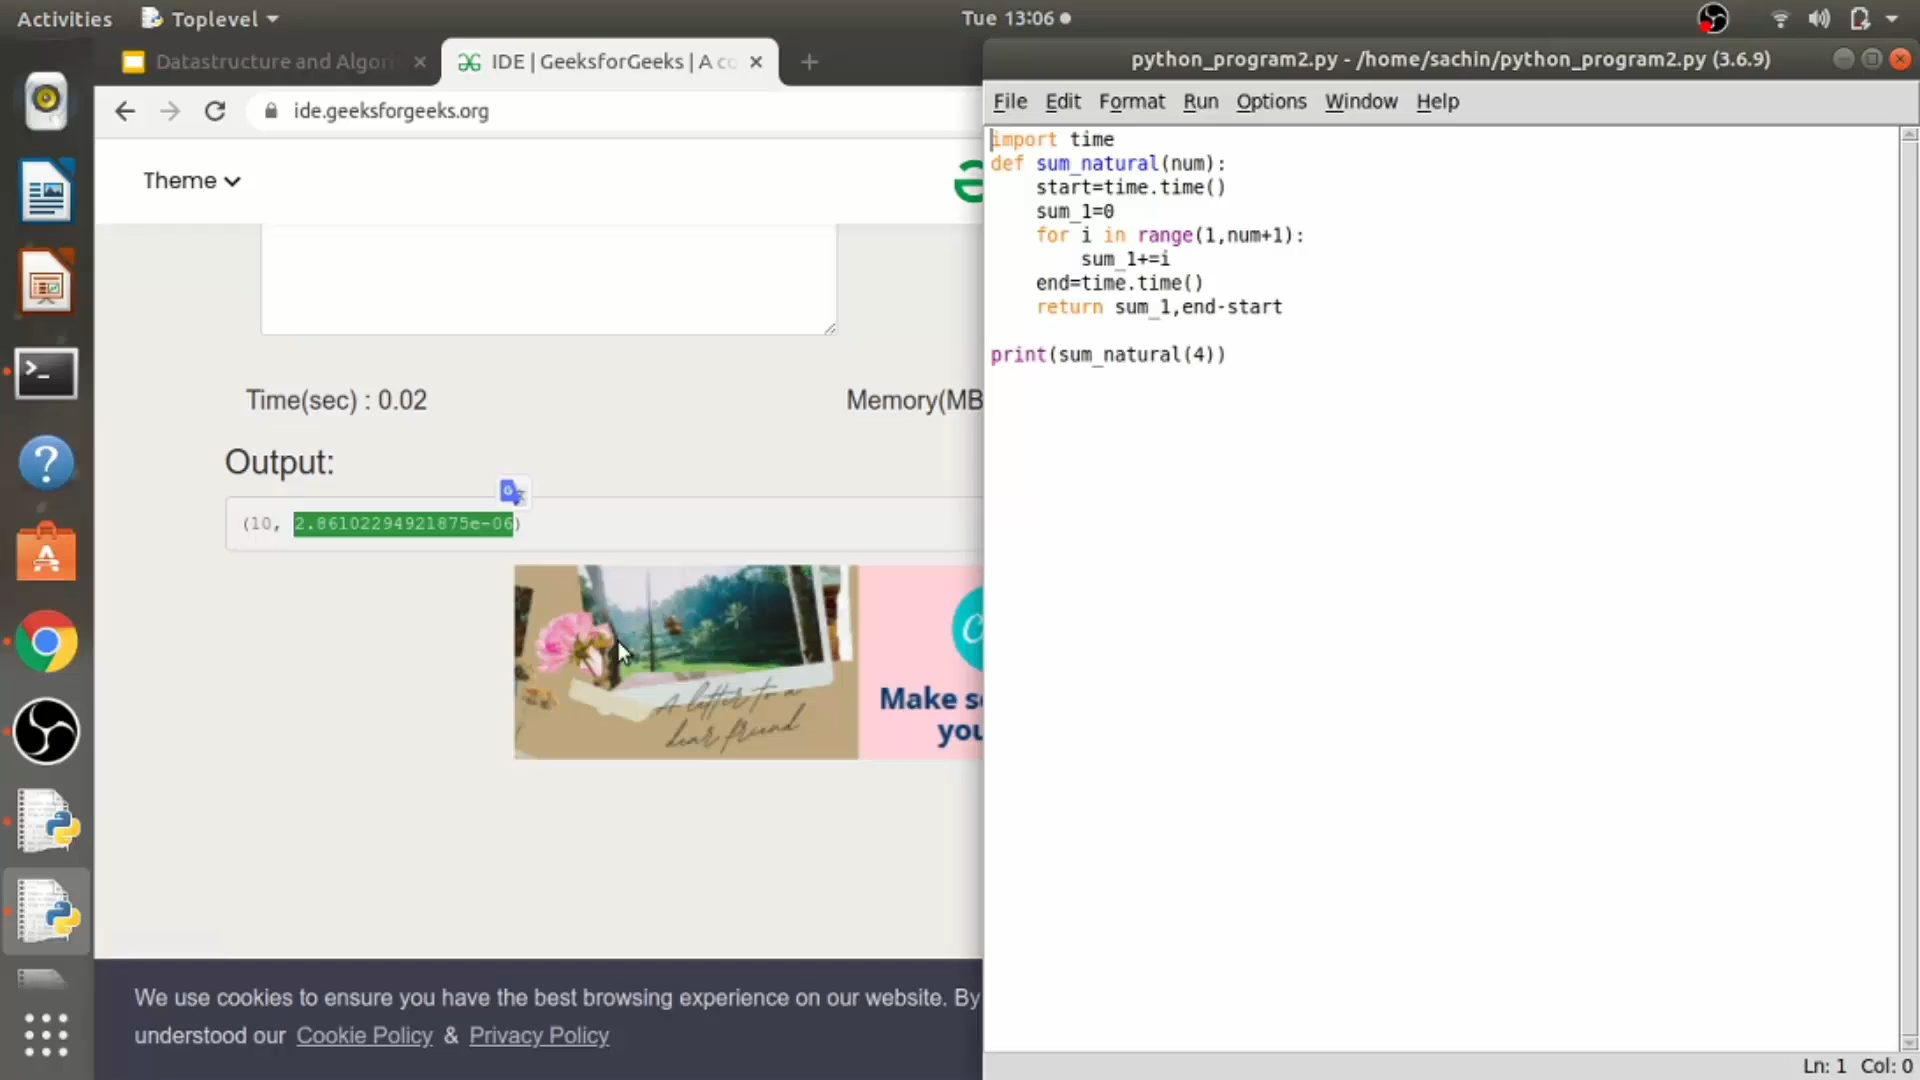 Activities
Toplevel
Tue 13:06
Datastructure and Algori
IDE | GeeksforGeeks | A co
ide.geeksforgeeks.org
Theme
Time(sec) : 0.02
Memory(MB
Output:
(10, 2.86102294921875e-06)
A letter to a
dear friend
Make s
you
We use cookies to ensure you have the best browsing experience on our website. By
understood our Cookie Policy & Privacy Policy
python_program2.py - /home/sachin/python_program2.py (3.6.9)
File Edit Format Run Options Window Help
import time
def sum_natural(num):
    start=time.time()
    sum_1=0
    for i in range(1,num+1):
        sum_1+=i
    end=time.time()
    return sum_1,end-start
print(sum_natural(4))
Ln: 1 Col: 0